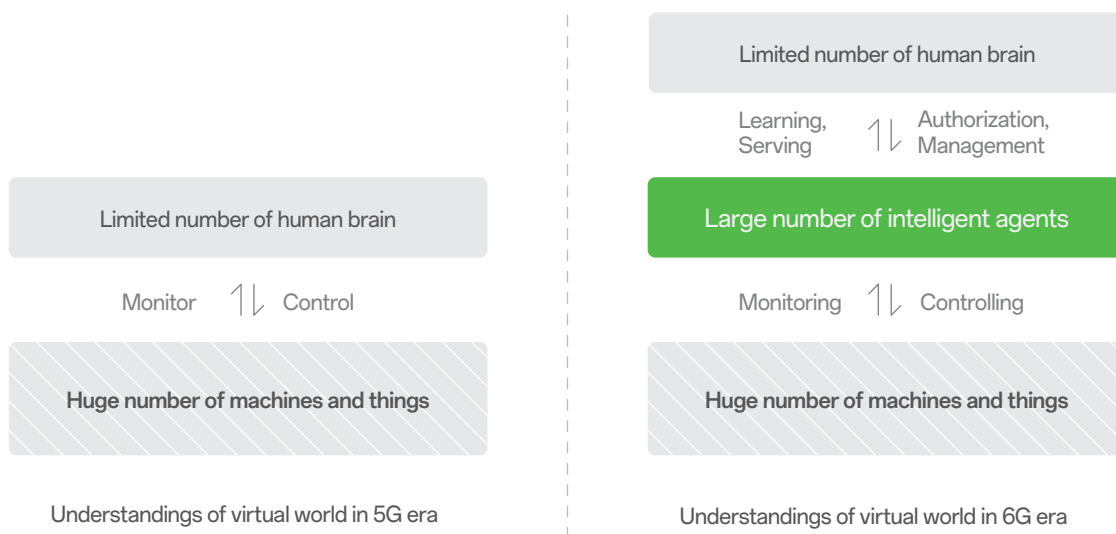 Limited number of human brain
Monitor
Control
Huge number of machines and things
Understandings of virtual world in 5G era
Limited number of human brain
Learning,
Serving
Authorization,
Management
Large number of intelligent agents
Monitoring
Controlling
Huge number of machines and things
Understandings of virtual world in 6G era